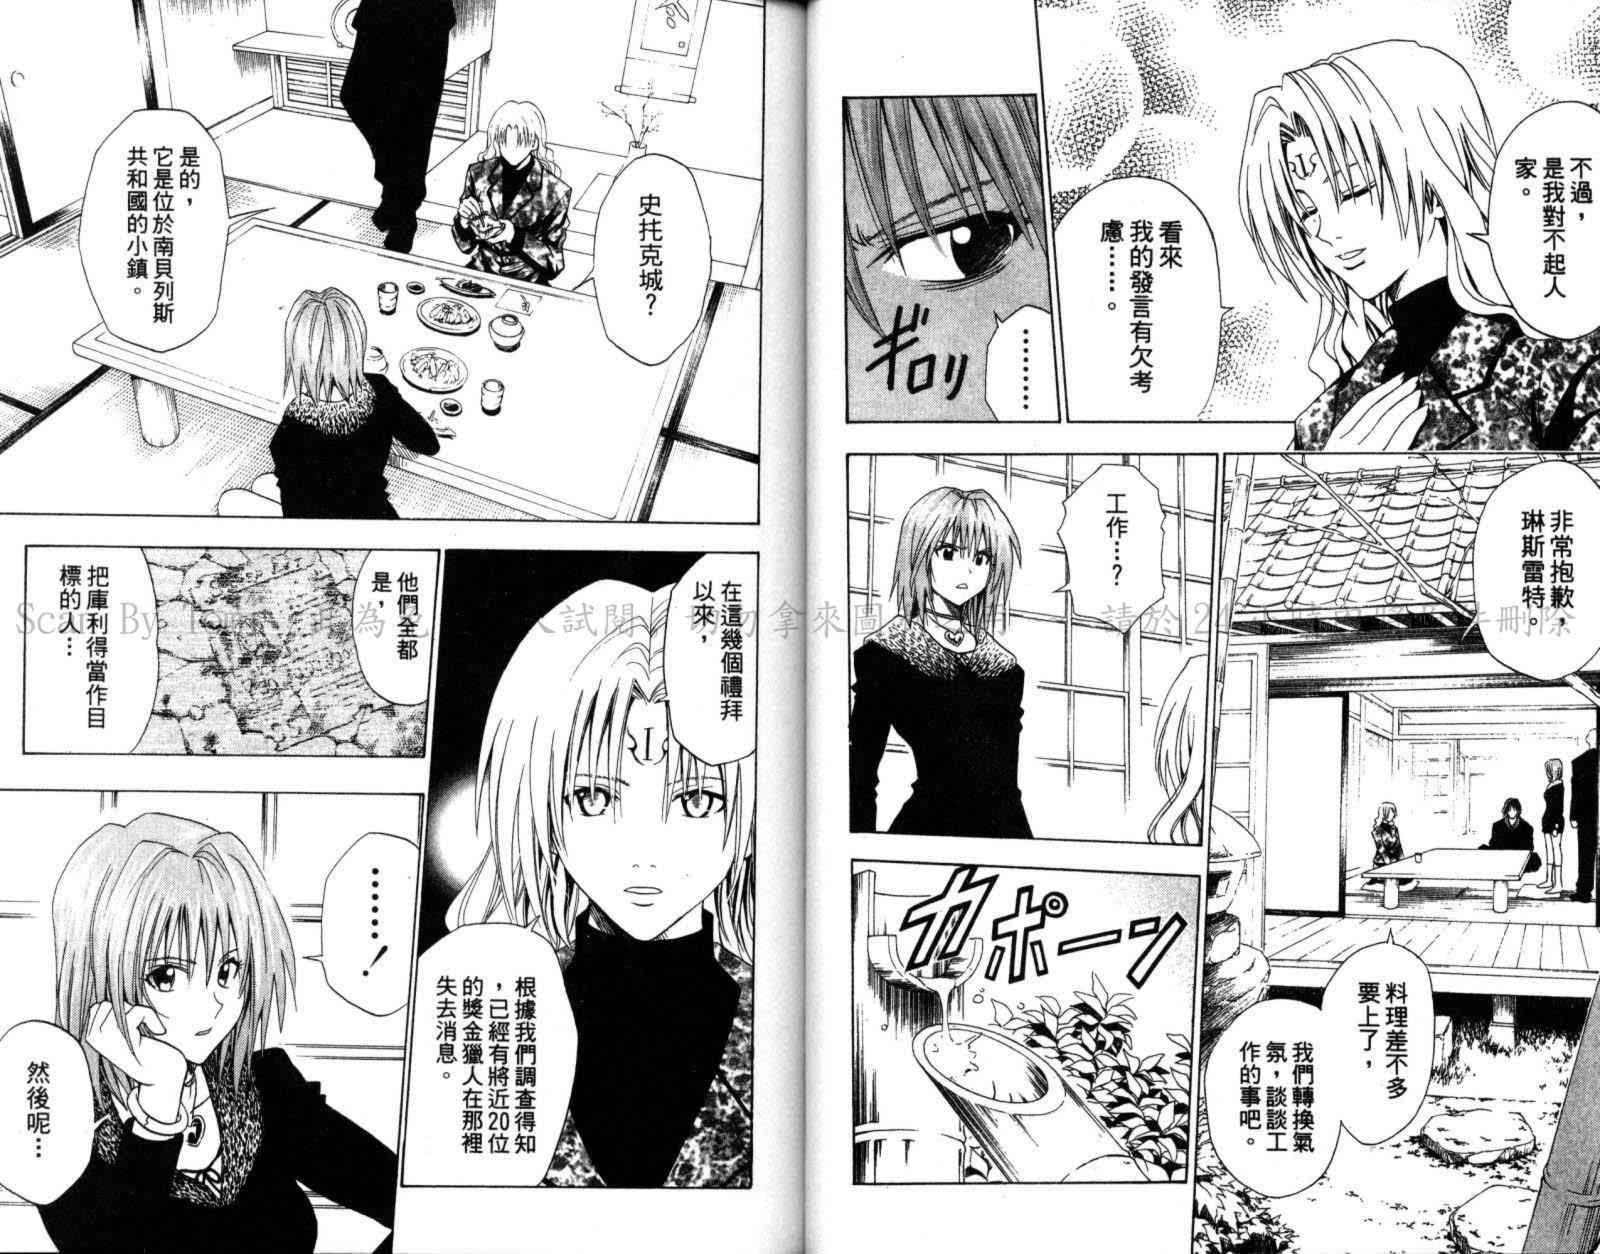 不過，
是我對不起人
家。
看來
我的發言有欠考
慮……。
………
ギロリ
非常抱歉，
琳斯雷特。
工作…?
料理差不多
要上了，
我們轉換氣
氛，談談工
作的事吧。
カポーン
史托克城?
是的，
它是位於南貝列斯
共和國的小鎮。
在這幾個禮拜
以來，
根據我們調查得知
，已經有將近20位
的獎金獵人在那裡
失去消息。
他們全都
是，
把庫利得當作目
標的人…
……!
然後呢…